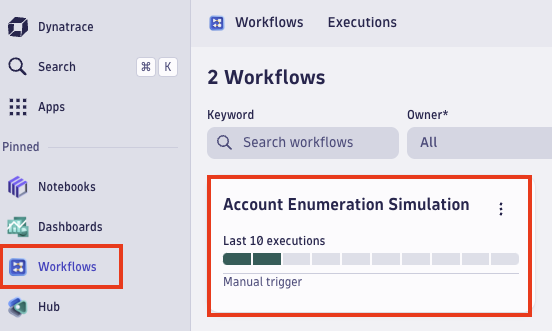 Dynatrace
Search ⌘ K
Apps
Pinned
Notebooks
Dashboards
Workflows
Hub
Workflows Executions
2 Workflows
Keyword Owner*
Search workflows All
Account Enumeration Simulation
Last 10 executions
Manual trigger